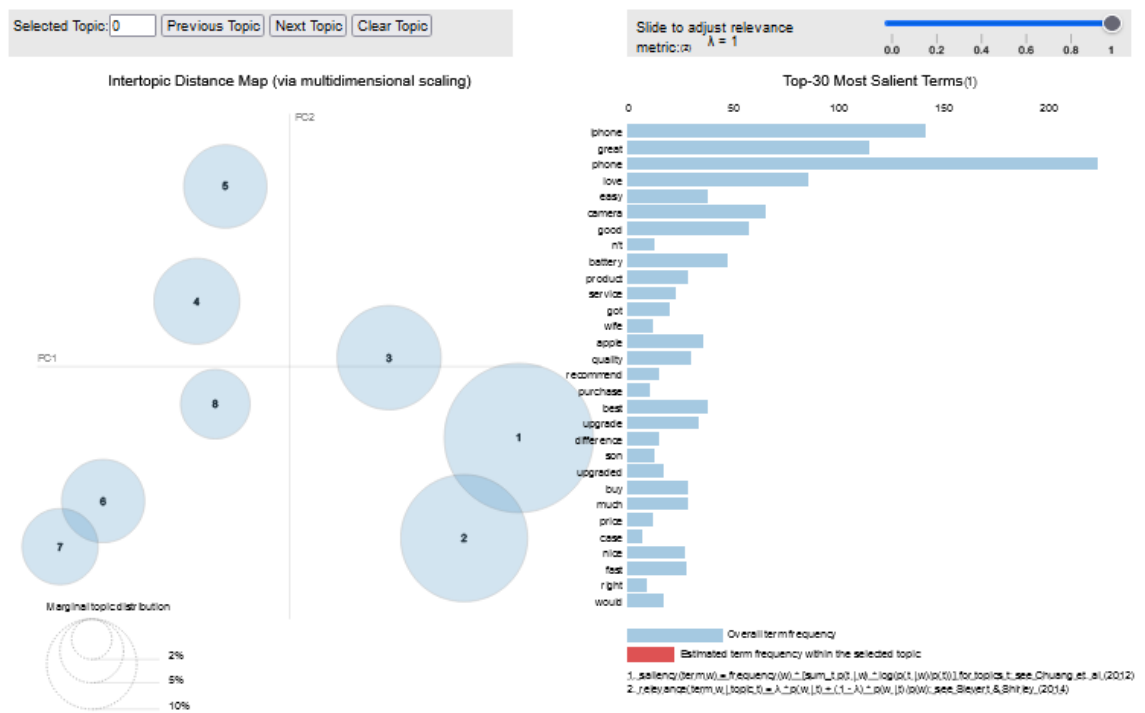 Selected Topic: 0 Previous Topic Next Topic Clear Topic
Slide to adjust relevance
metric:(2) λ = 1
0.0 0.2 0.4 0.6 0.8 1
Intertopic Distance Map (via multidimensional scaling)
PC2
PC1
5
4
3
8
1
6
2
7
Marginal topic distribution
2%
5%
10%
Top-30 Most Salient Terms(1)
0 50 100 150 200
iphone
great
phone
love
easy
camera
good
n't
battery
product
service
got
wife
apple
quality
recommend
purchase
best
upgrade
difference
son
upgraded
buy
much
price
case
nice
fast
right
would
Overall term frequency
Estimated term frequency within the selected topic
1. saliency(term w) = frequency(w) * [sum_t p(t | w) * log(p(t | w)/p(t))] for topics t; see Chuang et. al (2012)
2. relevance(term w | topic t) = λ * p(w | t) + (1 - λ) * p(w | t)/p(w); see Sievert & Shirley (2014)